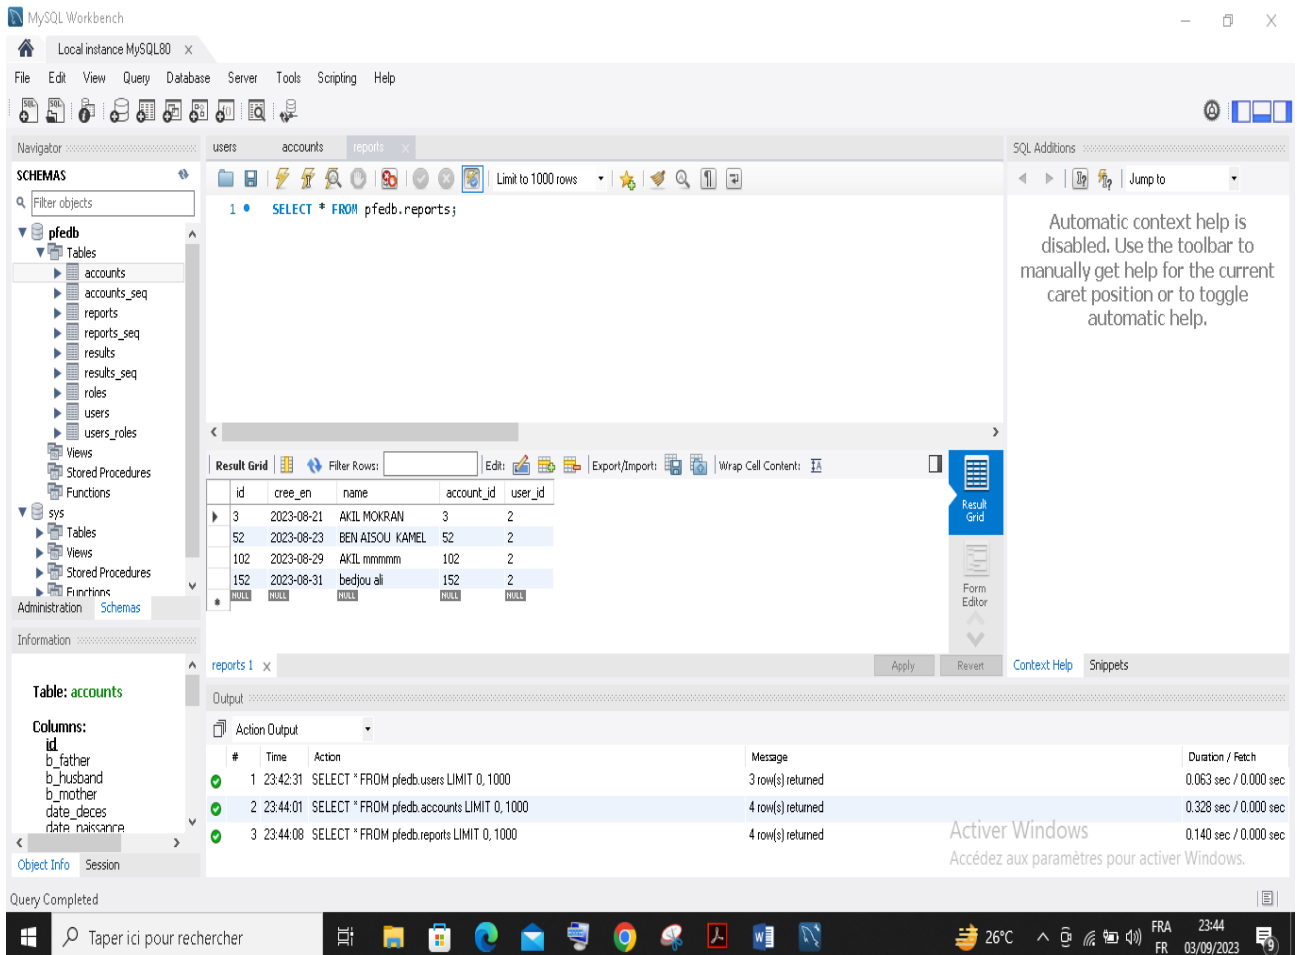 MySQL Workbench
Local instance MySQL80 x
File Edit View Query Database Server Tools Scripting Help
Navigator
SCHEMAS
Filter objects
pfedb
Tables
accounts
accounts_seq
reports
reports_seq
results
results_seq
roles
users
users_roles
Views
Stored Procedures
Functions
sys
Tables
Views
Stored Procedures
Functions
Administration Schemas
Information
Table: accounts
Columns:
id
b_father
b_husband
b_mother
date_deces
date_naissance
Object Info Session
users accounts reports x
Limit to 1000 rows
1 SELECT * FROM pfedb.reports;
Result Grid Filter Rows: Edit: Export/Import: Wrap Cell Content:
id cree_en name account_id user_id
3 2023-08-21 AKIL MOKRAN 3 2
52 2023-08-23 BEN AISOU KAMEL 52 2
102 2023-08-29 AKIL mmmmm 102 2
152 2023-08-31 bedjou ali 152 2
NULL NULL NULL NULL NULL
Result
Grid
Form
Editor
reports 1 x Apply Revert
SQL Additions
Jump to
Automatic context help is
disabled. Use the toolbar to
manually get help for the current
caret position or to toggle
automatic help.
Context Help Snippets
Output
Action Output
# Time Action Message Duration / Fetch
1 23:42:31 SELECT * FROM pfedb.users LIMIT 0, 1000 3 row(s) returned 0.063 sec / 0.000 sec
2 23:44:01 SELECT * FROM pfedb.accounts LIMIT 0, 1000 4 row(s) returned 0.328 sec / 0.000 sec
3 23:44:08 SELECT * FROM pfedb.reports LIMIT 0, 1000 4 row(s) returned 0.140 sec / 0.000 sec
Activer Windows
Accédez aux paramètres pour activer Windows.
Query Completed
Taper ici pour rechercher
26°C
FRA
FR
23:44
03/09/2023
9